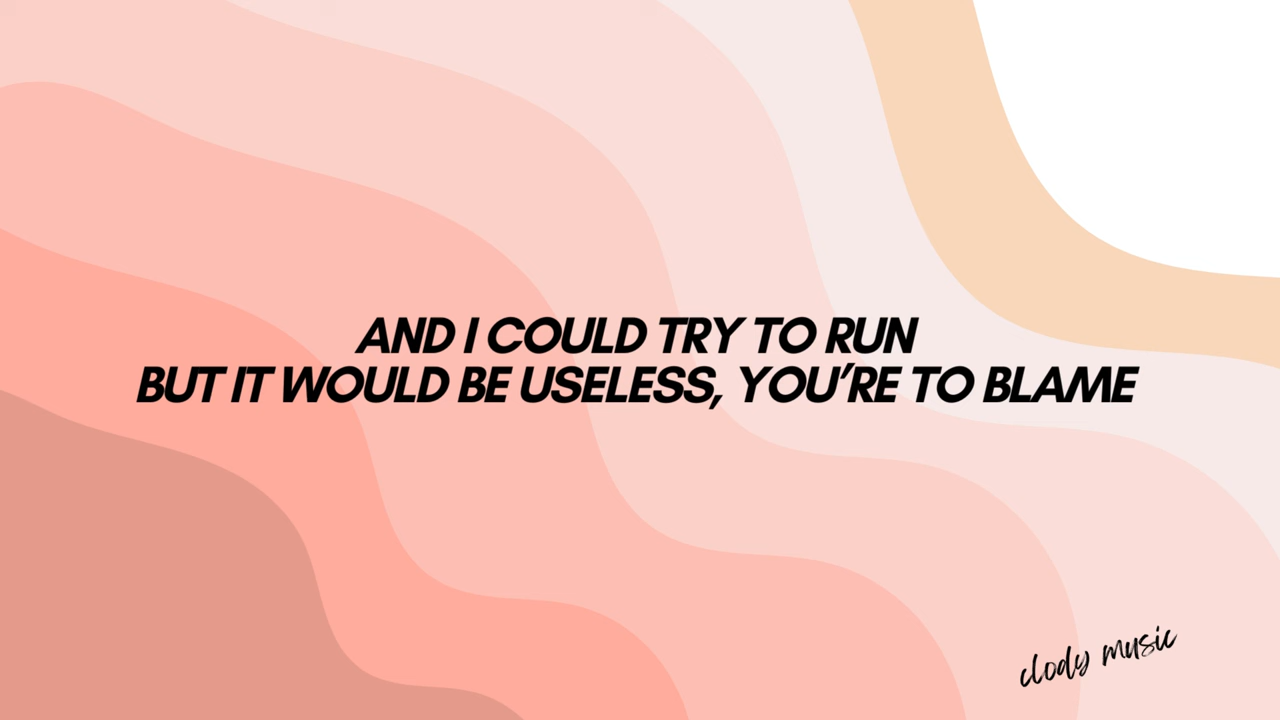 AND I COULD TRY TO RUN
BUT IT WOULD BE USELESS, YOU’RE TO BLAME
clody music